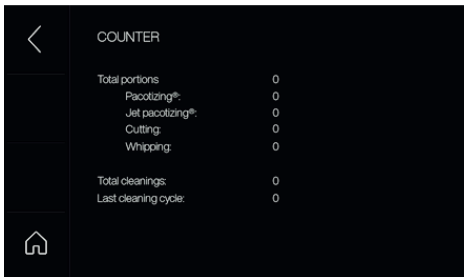 COUNTER
Total portions 0
Pacotizing®: 0
Jet pacotizing®: 0
Cutting: 0
Whipping: 0
Total cleanings: 0
Last cleaning cycle: 0